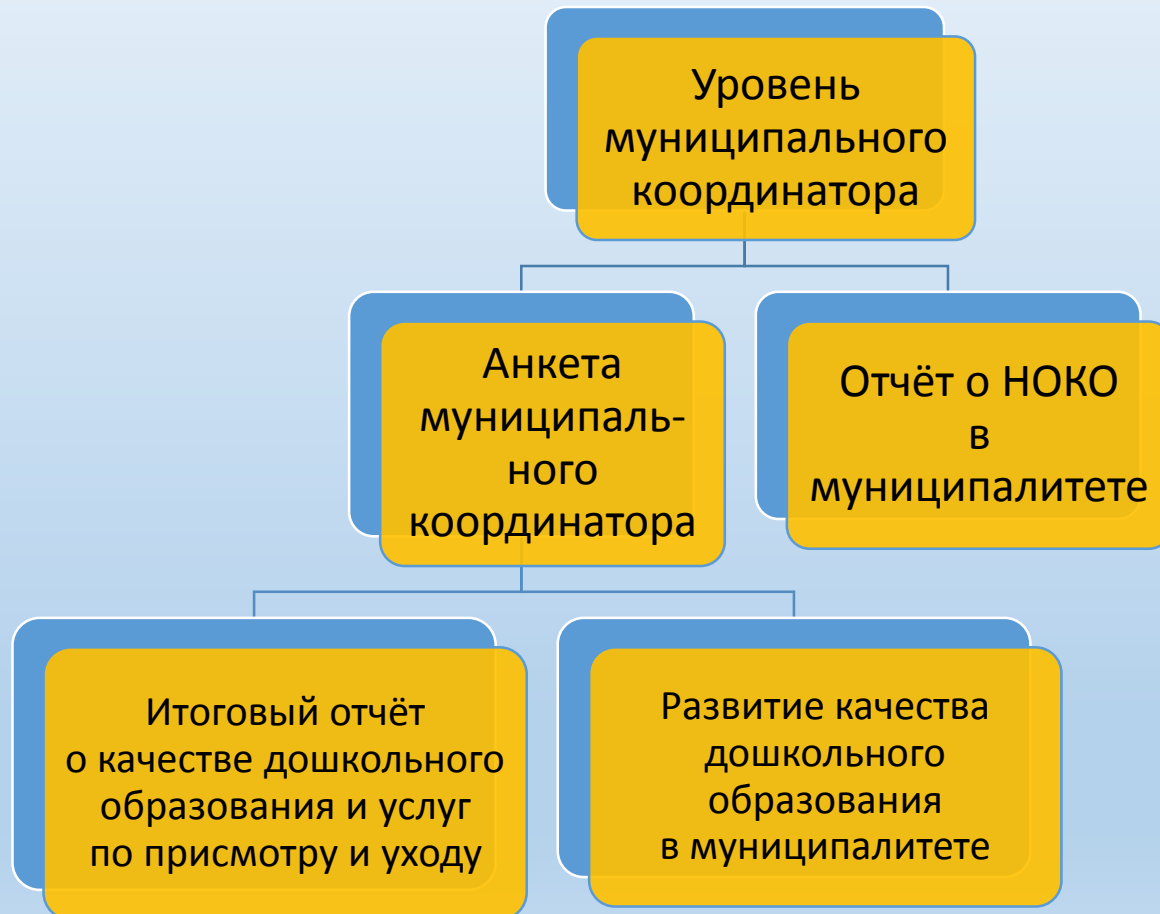 Уровень
муниципального
координатора
Анкета
муниципаль-
ного
координатора
Отчёт о НОКО
в
муниципалитете
Итоговый отчёт
о качестве дошкольного
образования и услуг
по присмотру и уходу
Развитие качества
дошкольного
образования
в муниципалитете